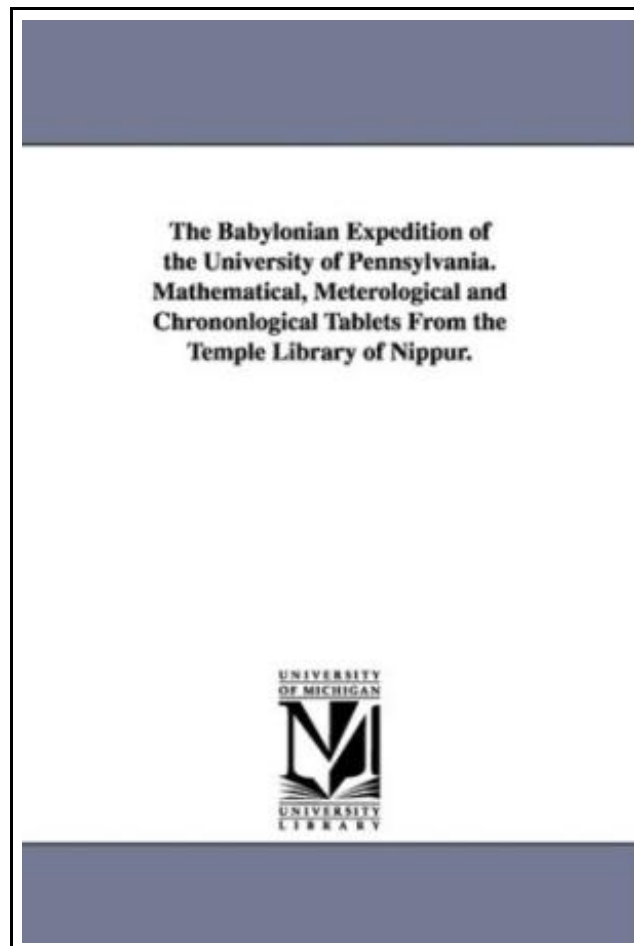 The Babylonian Expedition of
the University of Pennsylvania.
Mathematical, Meterological and
Chrononlogical Tablets From the
Temple Library of Nippur.
UNIVERSITY
OF MICHIGAN
UNIVERSITY
LIBRARY